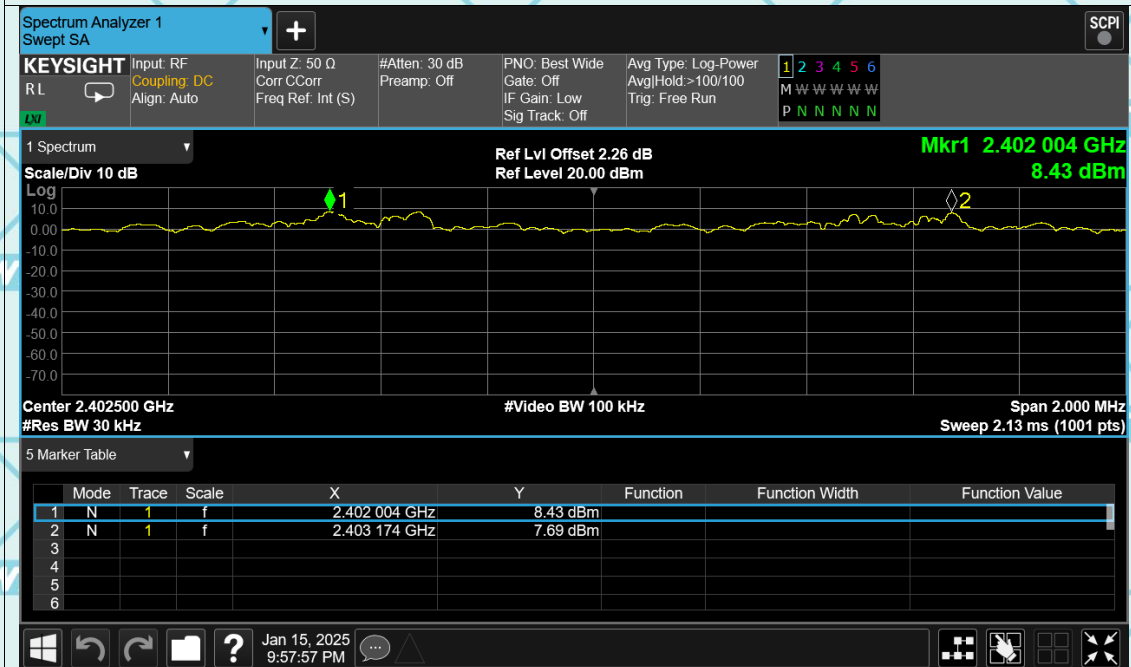 Spectrum Analyzer 1
Swept SA
+
SCPI
KEYSIGHT
RL
LXI
Input: RF
Coupling: DC
Align: Auto
Input Z: 50 Ω
Corr CCorr
Freq Ref: Int (S)
#Atten: 30 dB
Preamp: Off
PNO: Best Wide
Gate: Off
IF Gain: Low
Sig Track: Off
Avg Type: Log-Power
Avg|Hold:>100/100
Trig: Free Run
1 2 3 4 5 6
M W W W W W
P N N N N N
1 Spectrum
Scale/Div 10 dB
Ref Lvl Offset 2.26 dB
Ref Level 20.00 dBm
Mkr1 2.402 004 GHz
8.43 dBm
Log
10.0
0.00
-10.0
-20.0
-30.0
-40.0
-50.0
-60.0
-70.0
1
2
Center 2.402500 GHz
#Video BW 100 kHz
Span 2.000 MHz
#Res BW 30 kHz
Sweep 2.13 ms (1001 pts)
5 Marker Table
Mode Trace Scale X Y Function Function Width Function Value
1 N 1 f 2.402 004 GHz 8.43 dBm
2 N 1 f 2.403 174 GHz 7.69 dBm
3
4
5
6
?
Jan 15, 2025
9:57:57 PM